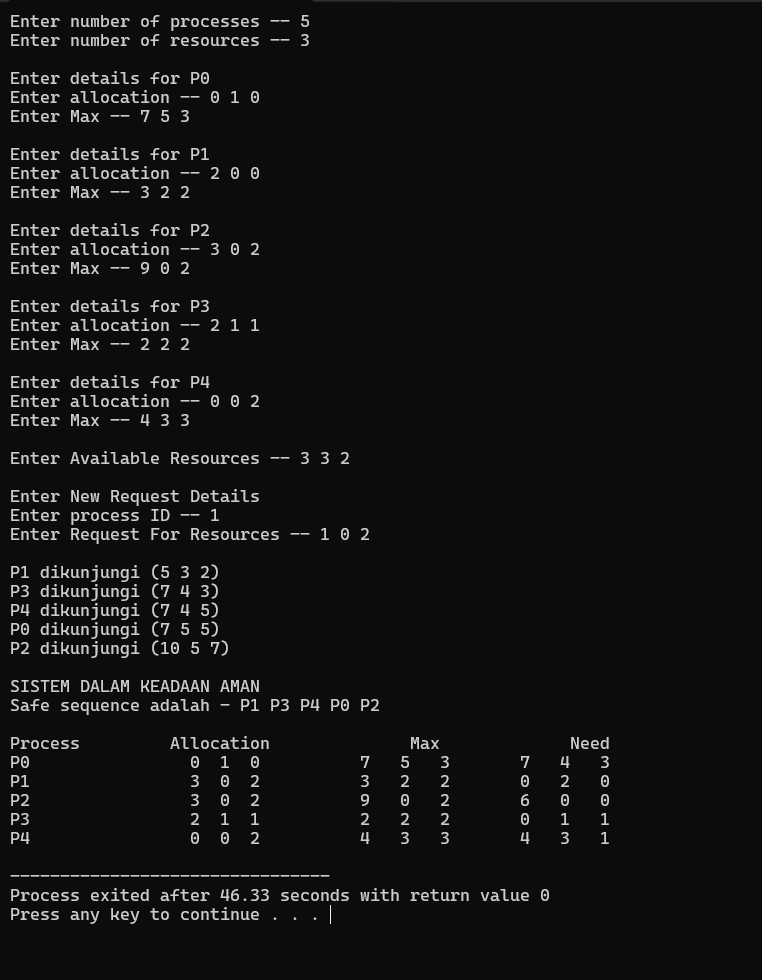 Enter number of processes -- 5
Enter number of resources -- 3
Enter details for P0
Enter allocation -- 0 1 0
Enter Max -- 7 5 3
Enter details for P1
Enter allocation -- 2 0 0
Enter Max -- 3 2 2
Enter details for P2
Enter allocation -- 3 0 2
Enter Max -- 9 0 2
Enter details for P3
Enter allocation -- 2 1 1
Enter Max -- 2 2 2
Enter details for P4
Enter allocation -- 0 0 2
Enter Max -- 4 3 3
Enter Available Resources -- 3 3 2
Enter New Request Details
Enter process ID -- 1
Enter Request For Resources -- 1 0 2
P1 dikunjungi (5 3 2)
P3 dikunjungi (7 4 3)
P4 dikunjungi (7 4 5)
P0 dikunjungi (7 5 5)
P2 dikunjungi (10 5 7)
SISTEM DALAM KEADAAN AMAN
Safe sequence adalah - P1 P3 P4 P0 P2
Process Allocation Max Need
P0 0 1 0 7 5 3 7 4 3
P1 3 0 2 3 2 2 0 2 0
P2 3 0 2 9 0 2 6 0 0
P3 2 1 1 2 2 2 0 1 1
P4 0 0 2 4 3 3 4 3 1
--------------------------------
Process exited after 46.33 seconds with return value 0
Press any key to continue . . .